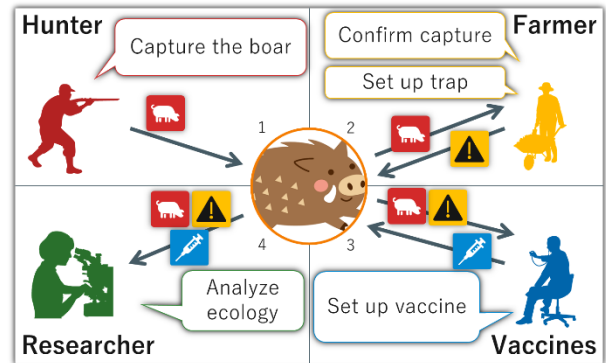 Hunter
Capture the boar
Confirm capture
Farmer
Set up trap
1
2
4
3
Analyze
ecology
Set up vaccine
Researcher
Vaccines